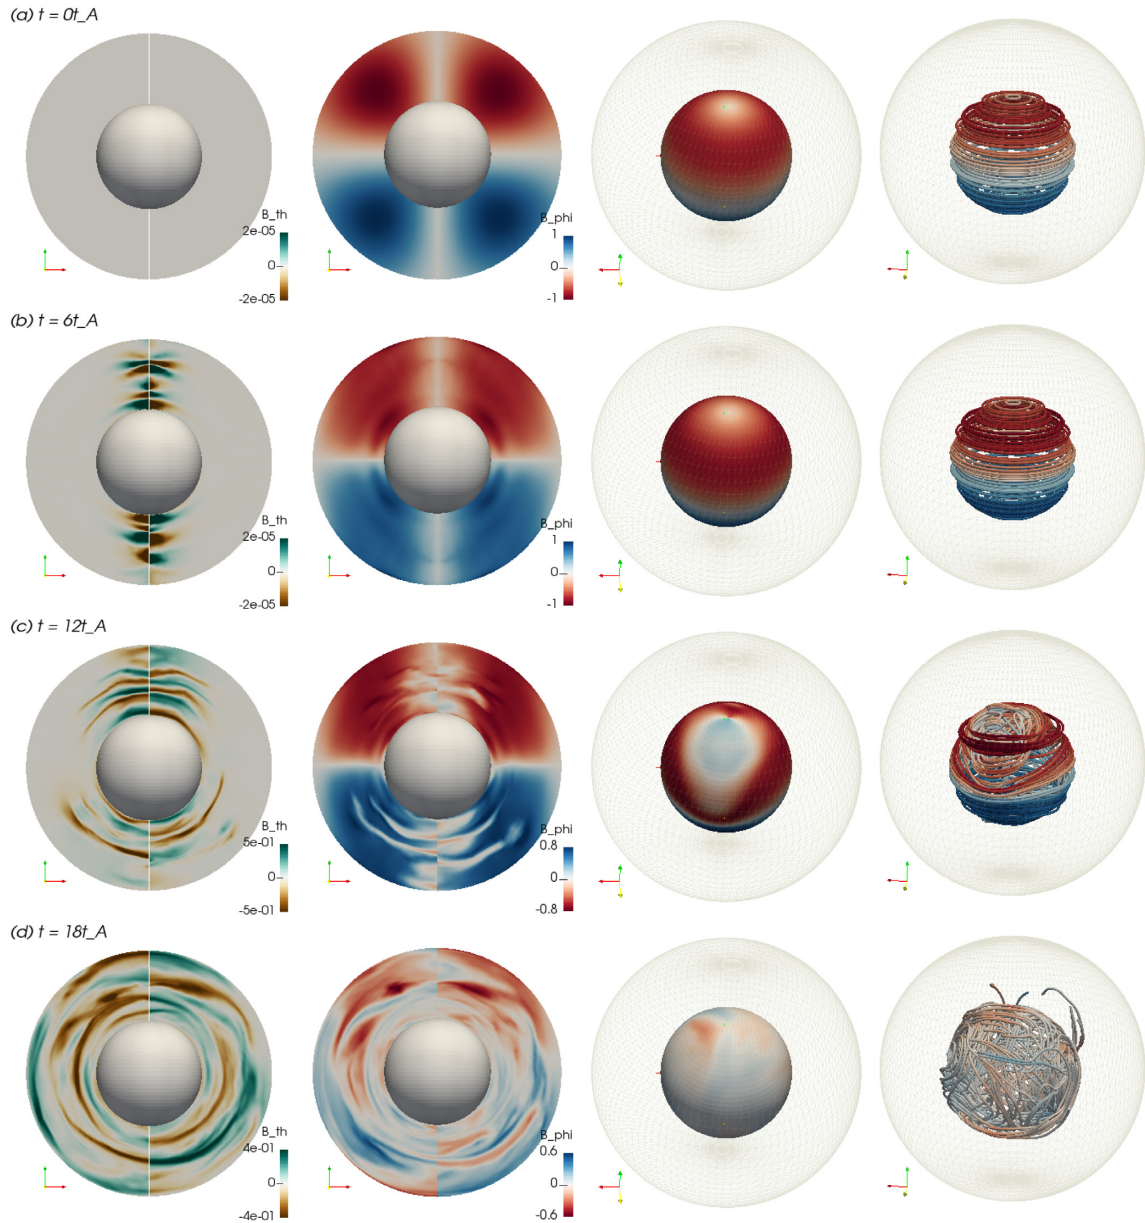 (a) t = 0t_A
B_th
2e-05
0
-2e-05
B_phi
1
0
-1
(b) t = 6t_A
B_th
2e-05
0
-2e-05
B_phi
1
0
-1
(c) t = 12t_A
B_th
5e-01
0
-5e-01
B_phi
0.8
0
-0.8
(d) t = 18t_A
B_th
4e-01
0
-4e-01
B_phi
0.6
0
-0.6